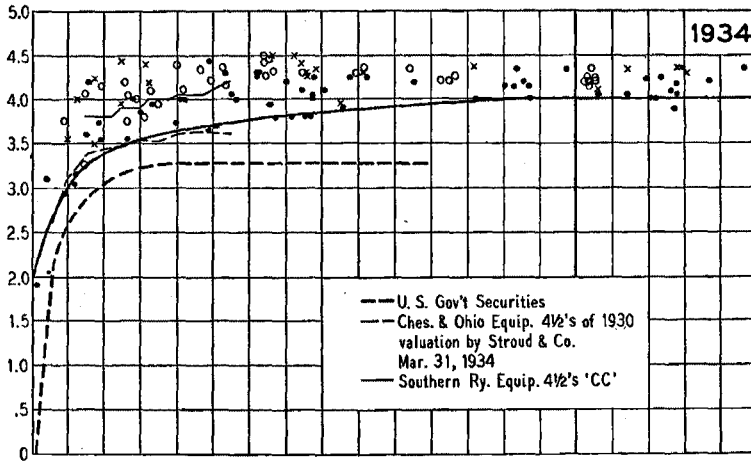 5.0
1934
4.5
4.0
3.5
3.0
2.5
2.0
1.5
1.0
.5
0
U. S. Gov't Securities
Ches. & Ohio Equip. 4½'s of 1930
valuation by Stroud & Co.
Mar. 31, 1934
Southern Ry. Equip. 4½'s 'CC'